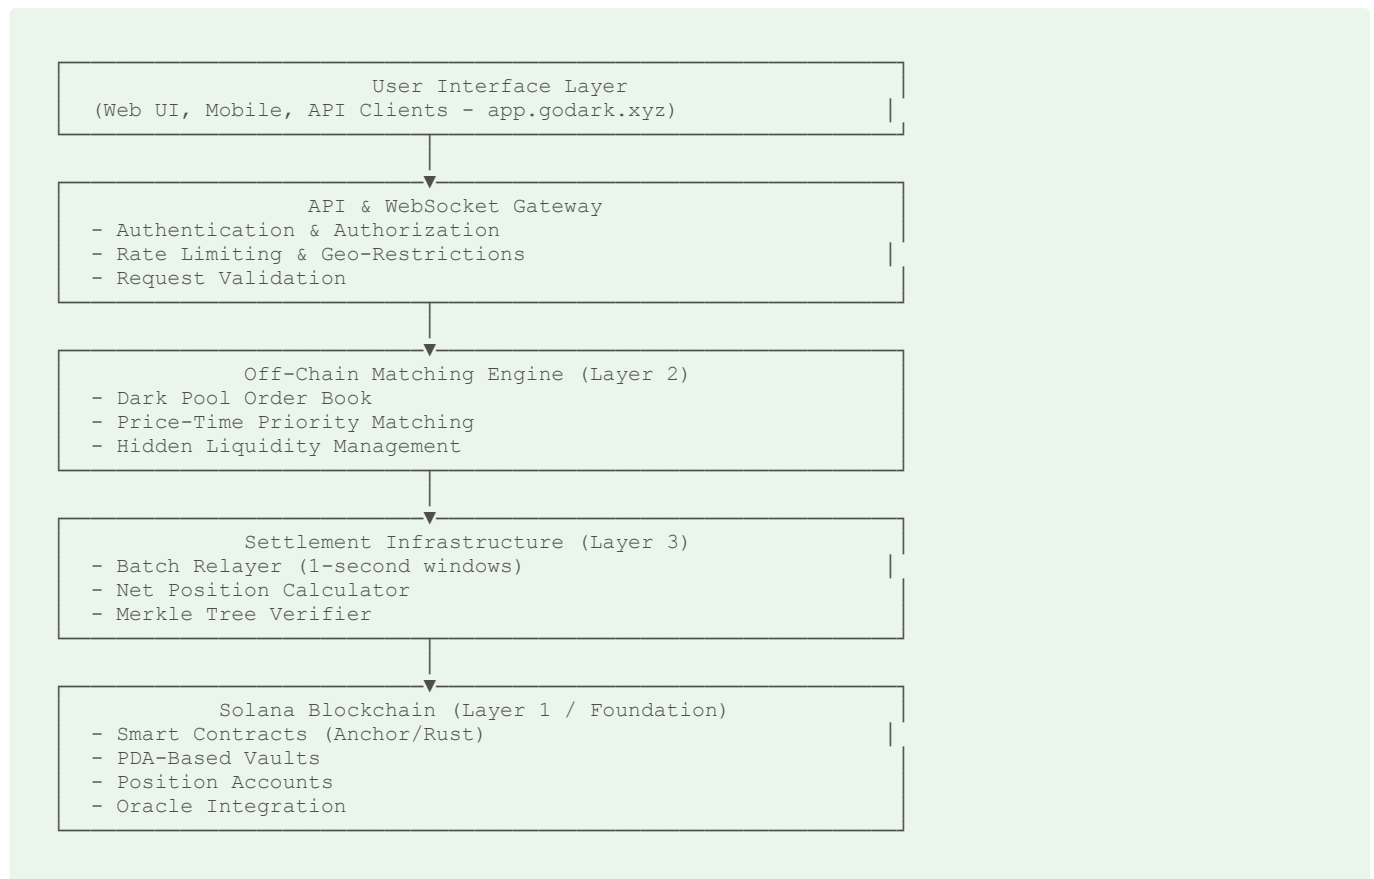 User Interface Layer
(Web UI, Mobile, API Clients - app.godark.xyz)
API & WebSocket Gateway
- Authentication & Authorization
- Rate Limiting & Geo-Restrictions
- Request Validation
Off-Chain Matching Engine (Layer 2)
- Dark Pool Order Book
- Price-Time Priority Matching
- Hidden Liquidity Management
Settlement Infrastructure (Layer 3)
- Batch Relayer (1-second windows)
- Net Position Calculator
- Merkle Tree Verifier
Solana Blockchain (Layer 1 / Foundation)
- Smart Contracts (Anchor/Rust)
- PDA-Based Vaults
- Position Accounts
- Oracle Integration